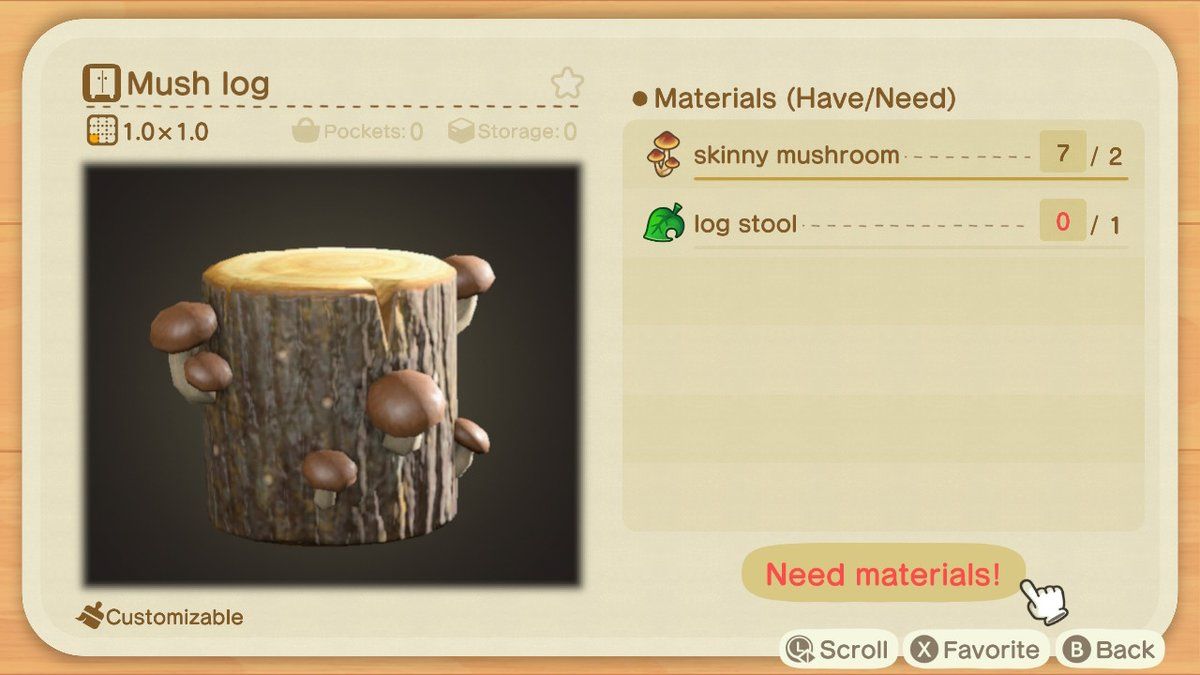 Mush log
1.0×1.0 Pockets: 0 Storage: 0
Customizable
● Materials (Have/Need)
skinny mushroom 7 / 2
log stool 0 / 1
Need materials!
L Scroll X Favorite B Back